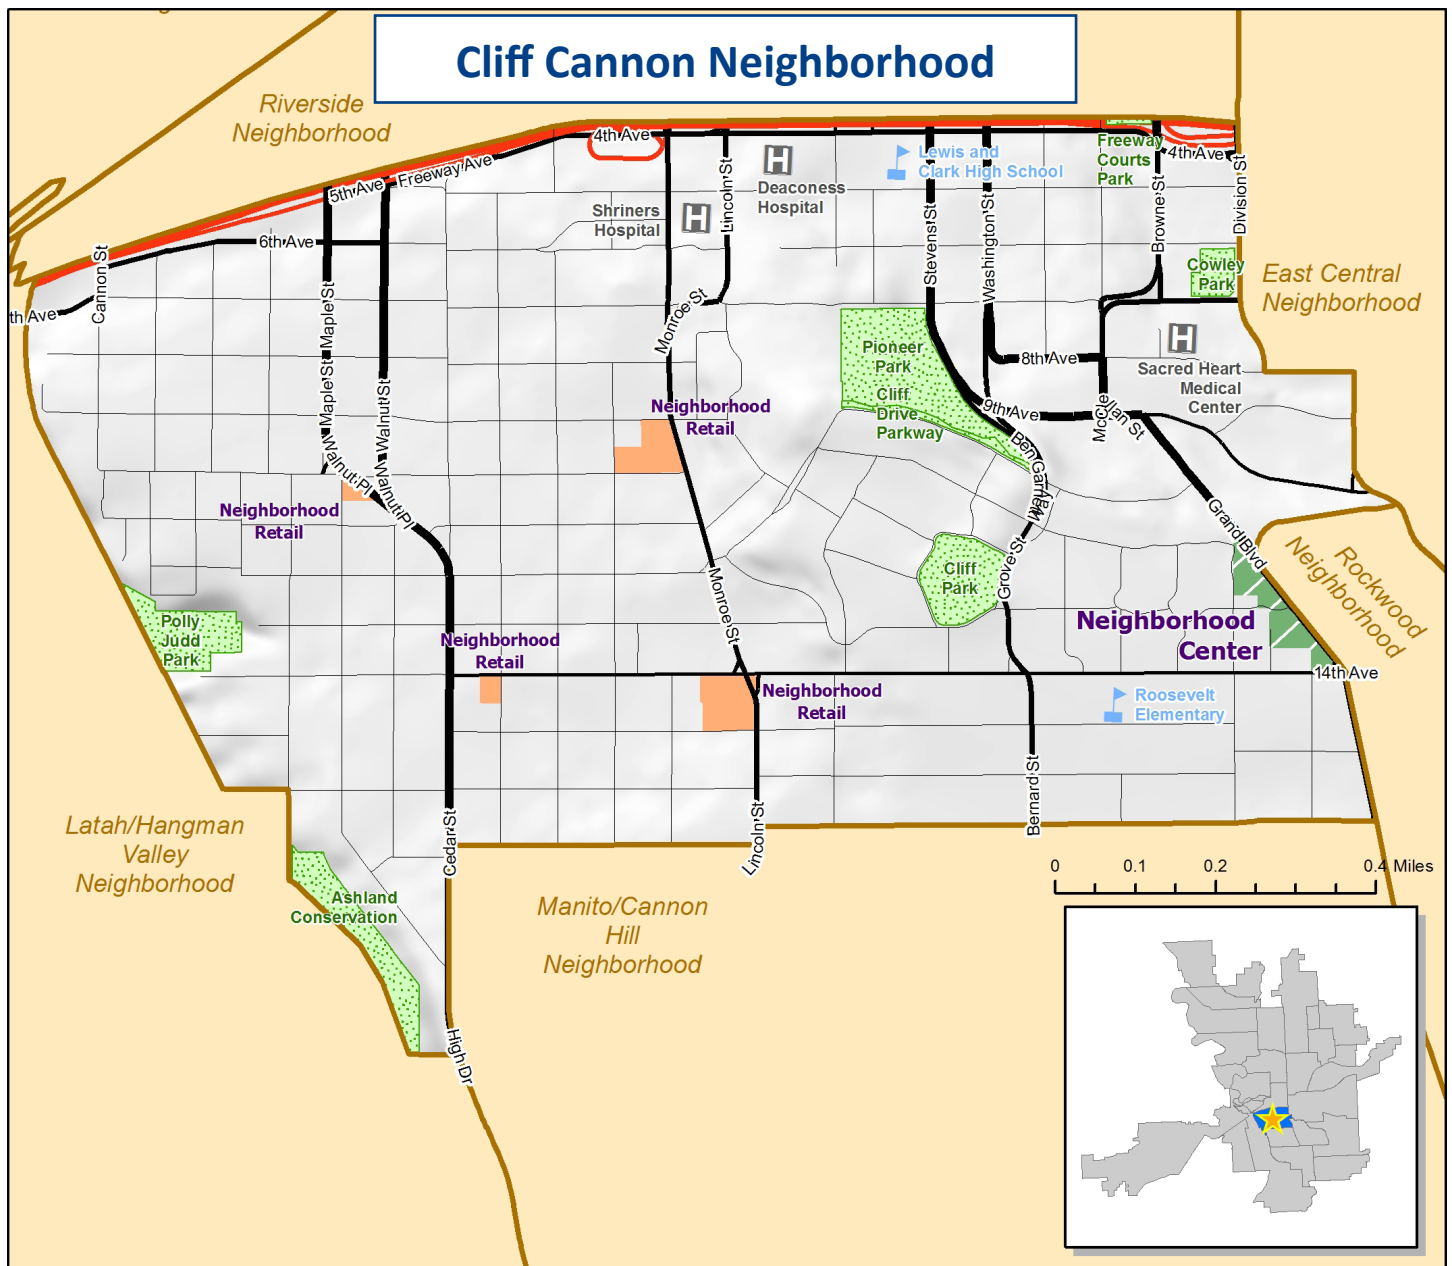 Cliff Cannon Neighborhood
Riverside
Neighborhood
4th Ave
Freeway Ave
5th Ave
6th Ave
Cannon St
th Ave
Maple St
Maple St
Walnut St
Walnut Pl
Walnut Pl
Lincoln St
Monroe St
Shriners
Hospital
H
H
Deaconess
Hospital
Lewis and
Clark High School
Stevens St
Washington St
Freeway
Courts
Park
4th Ave
Browne St
Division St
Cowley
Park
East Central
Neighborhood
H
Sacred Heart
Medical
Center
8th Ave
9th Ave
McClellan St
Pioneer
Park
Cliff
Drive
Parkway
Ben Garnett
Way
Neighborhood
Retail
Neighborhood
Retail
Grand Blvd
Rockwood
Neighborhood
Cliff
Park
Grove St
Monroe St
Polly
Judd
Park
Neighborhood
Retail
Neighborhood
Center
14th Ave
Neighborhood
Retail
Roosevelt
Elementary
Bernard St
Lincoln St
Cedar St
Latah/Hangman
Valley
Neighborhood
Ashland
Conservation
Manito/Cannon
Hill
Neighborhood
High Dr
0 0.1 0.2 0.4 Miles